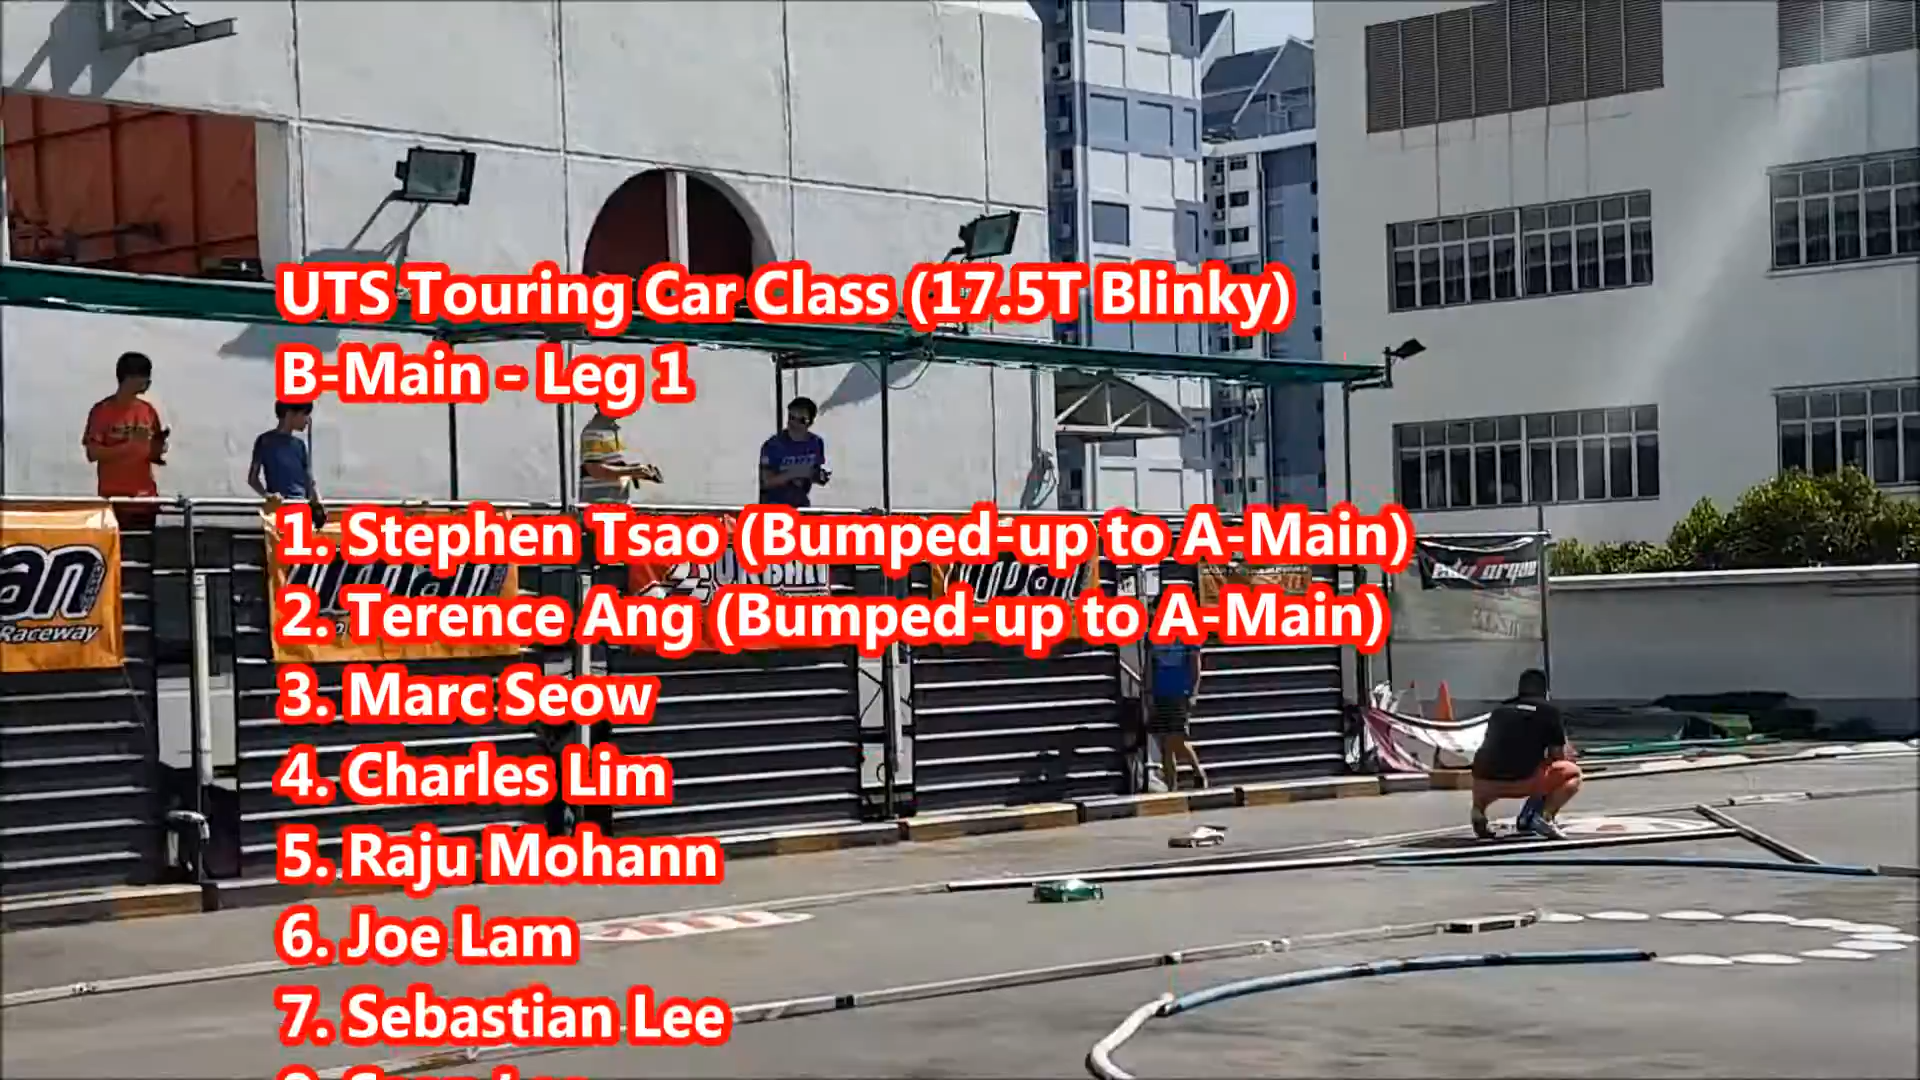 UTS Touring Car Class (17.5T Blinky)
B-Main - Leg 1
1. Stephen Tsao (Bumped-up to A-Main)
2. Terence Ang (Bumped-up to A-Main)
3. Marc Seow
4. Charles Lim
5. Raju Mohann
6. Joe Lam
7. Sebastian Lee
an
Raceway